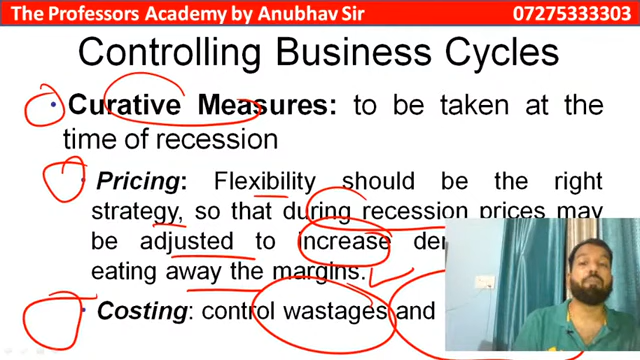 The Professors Academy by Anubhav Sir 07275333303
Controlling Business Cycles
• Curative Measures: to be taken at the
time of recession
• Pricing: Flexibility should be the right
strategy, so that during recession prices may
be adjusted to increase
eating away the margins.
• Costing: control wastages and